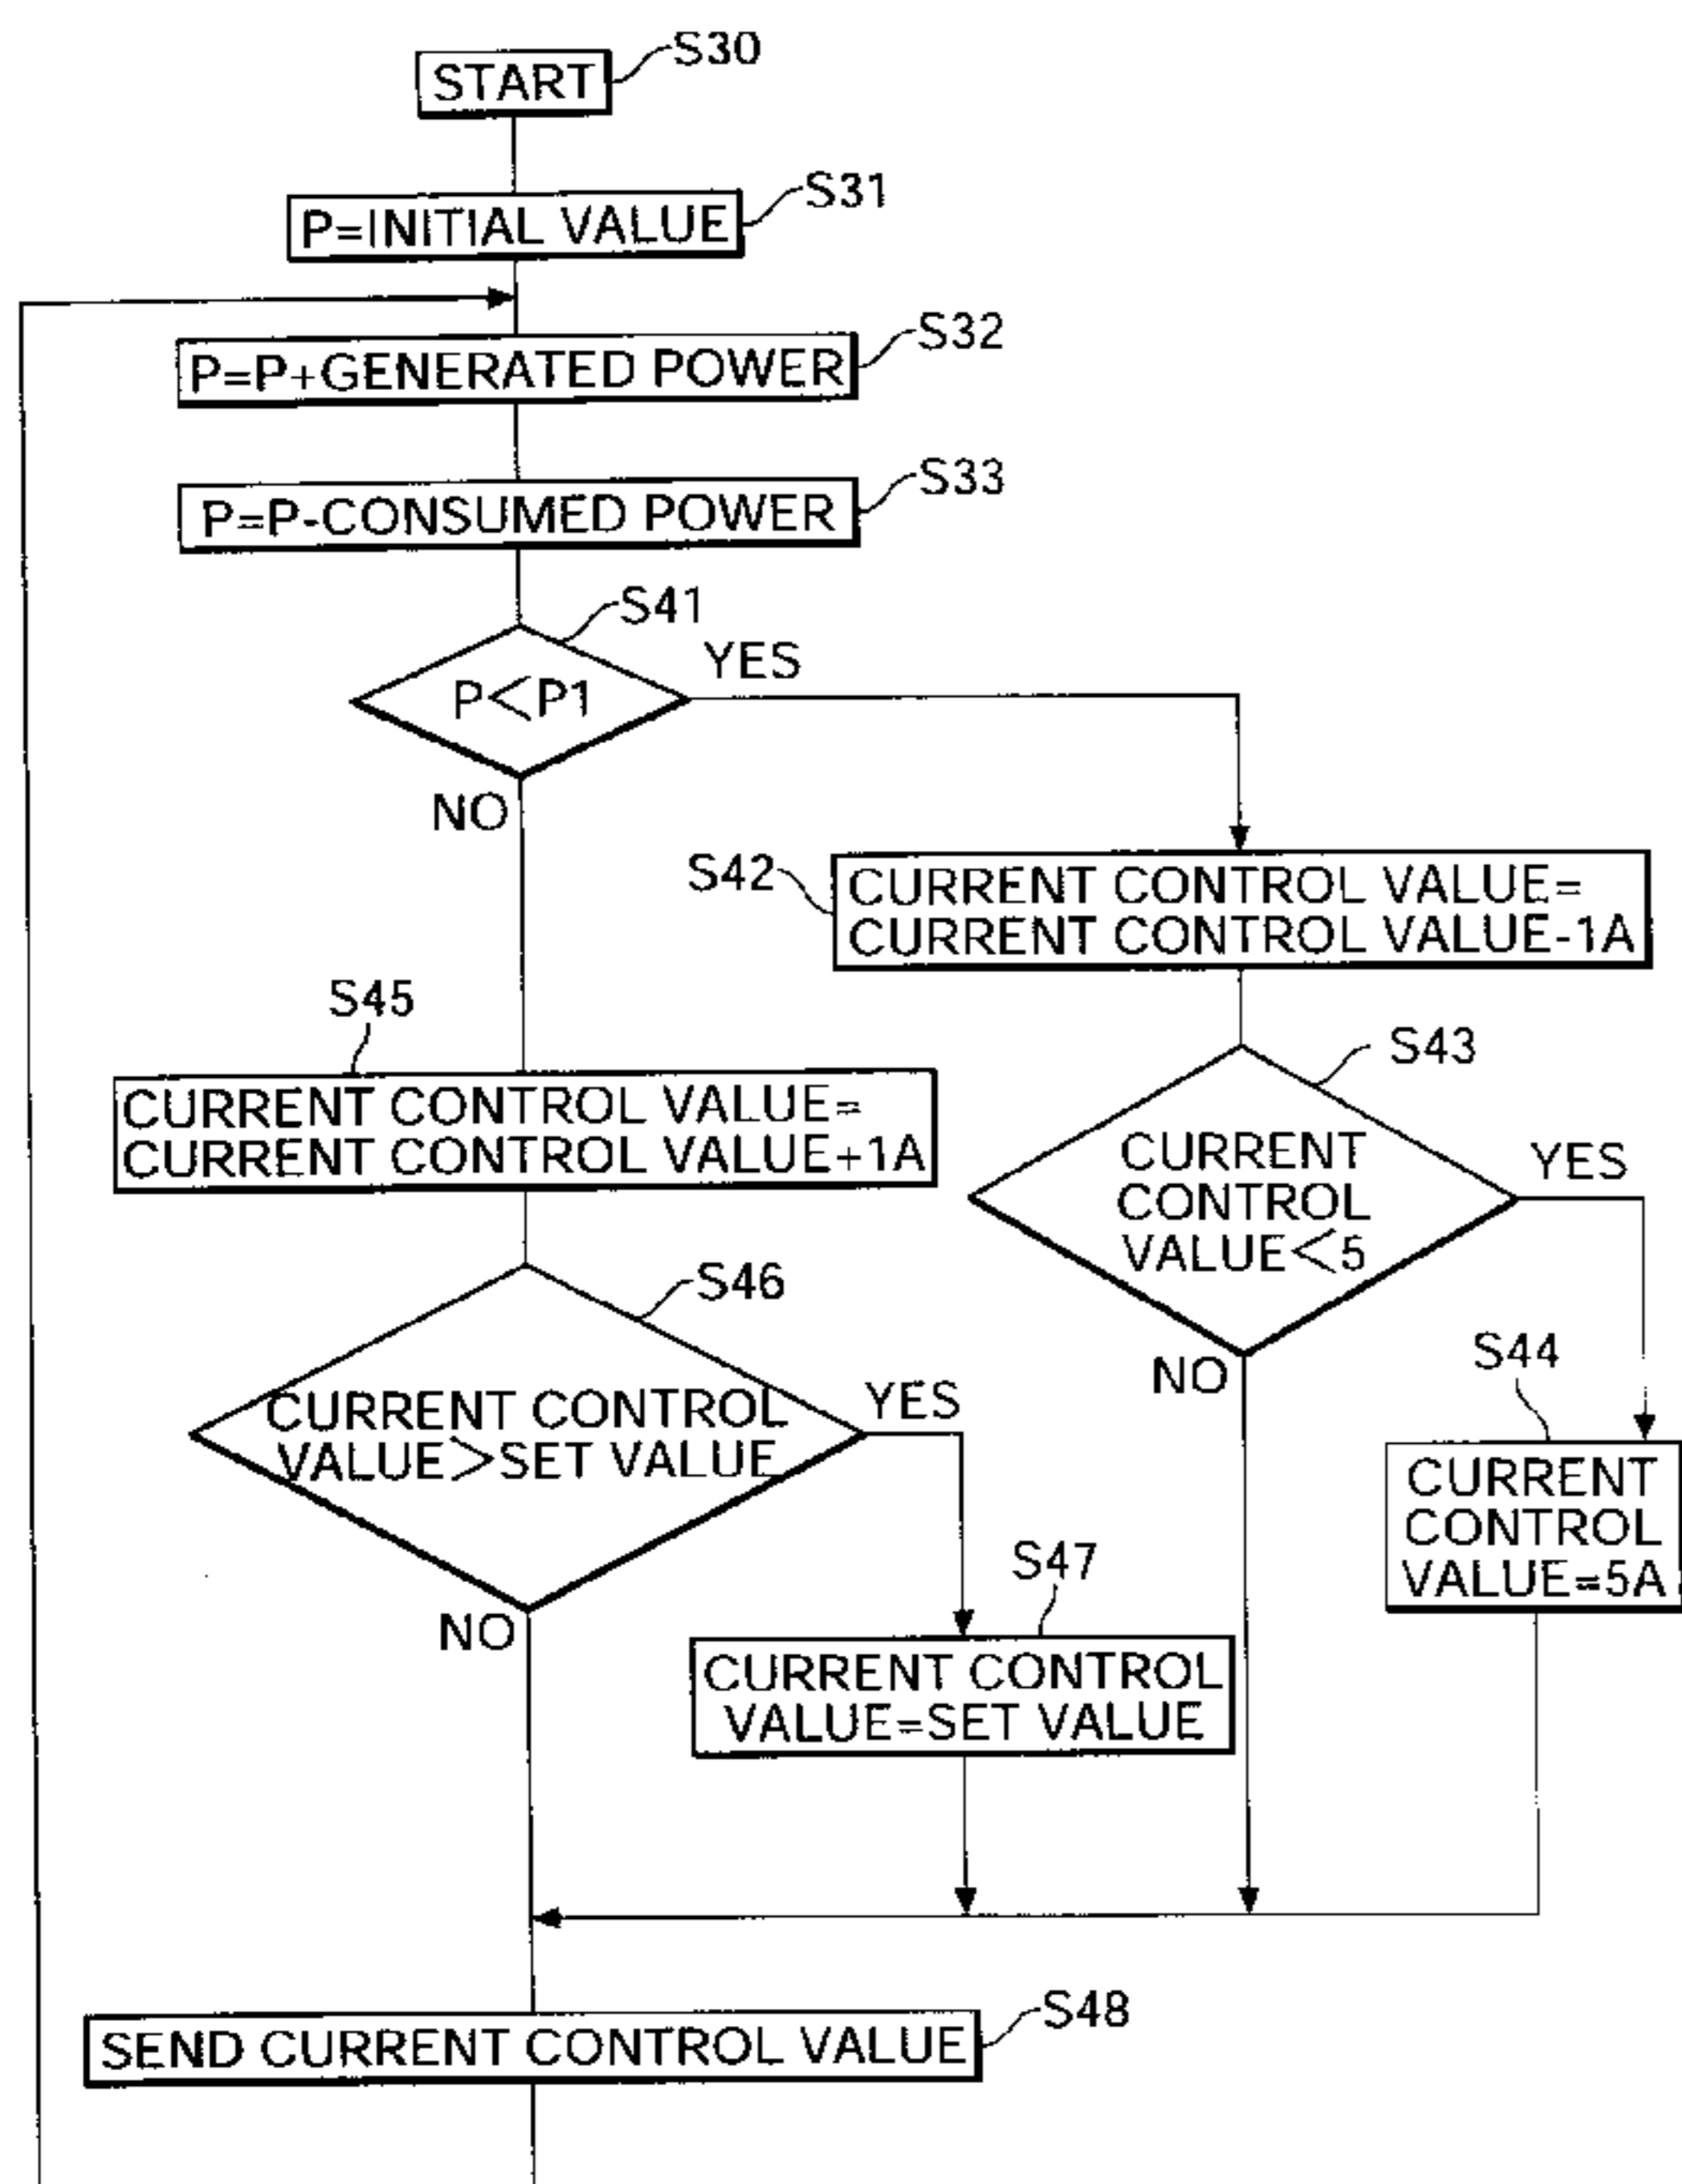 START
S30
P=INITIAL VALUE
S31
P=P+GENERATED POWER
S32
P=P-CONSUMED POWER
S33
S41
P<P1
YES
NO
S42
CURRENT CONTROL VALUE=
CURRENT CONTROL VALUE-1A
S45
CURRENT CONTROL VALUE=
CURRENT CONTROL VALUE+1A
S43
CURRENT
CONTROL
VALUE<5
YES
NO
S46
CURRENT CONTROL
VALUE>SET VALUE
YES
NO
S44
CURRENT
CONTROL
VALUE=5A
S47
CURRENT CONTROL
VALUE=SET VALUE
SEND CURRENT CONTROL VALUE
S48